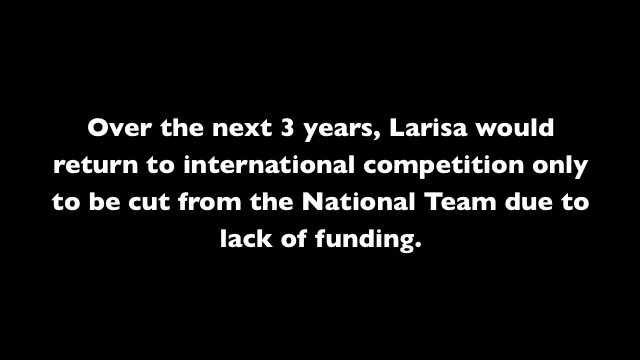 Over the next 3 years, Larisa would
return to international competition only
to be cut from the National Team due to
lack of funding.